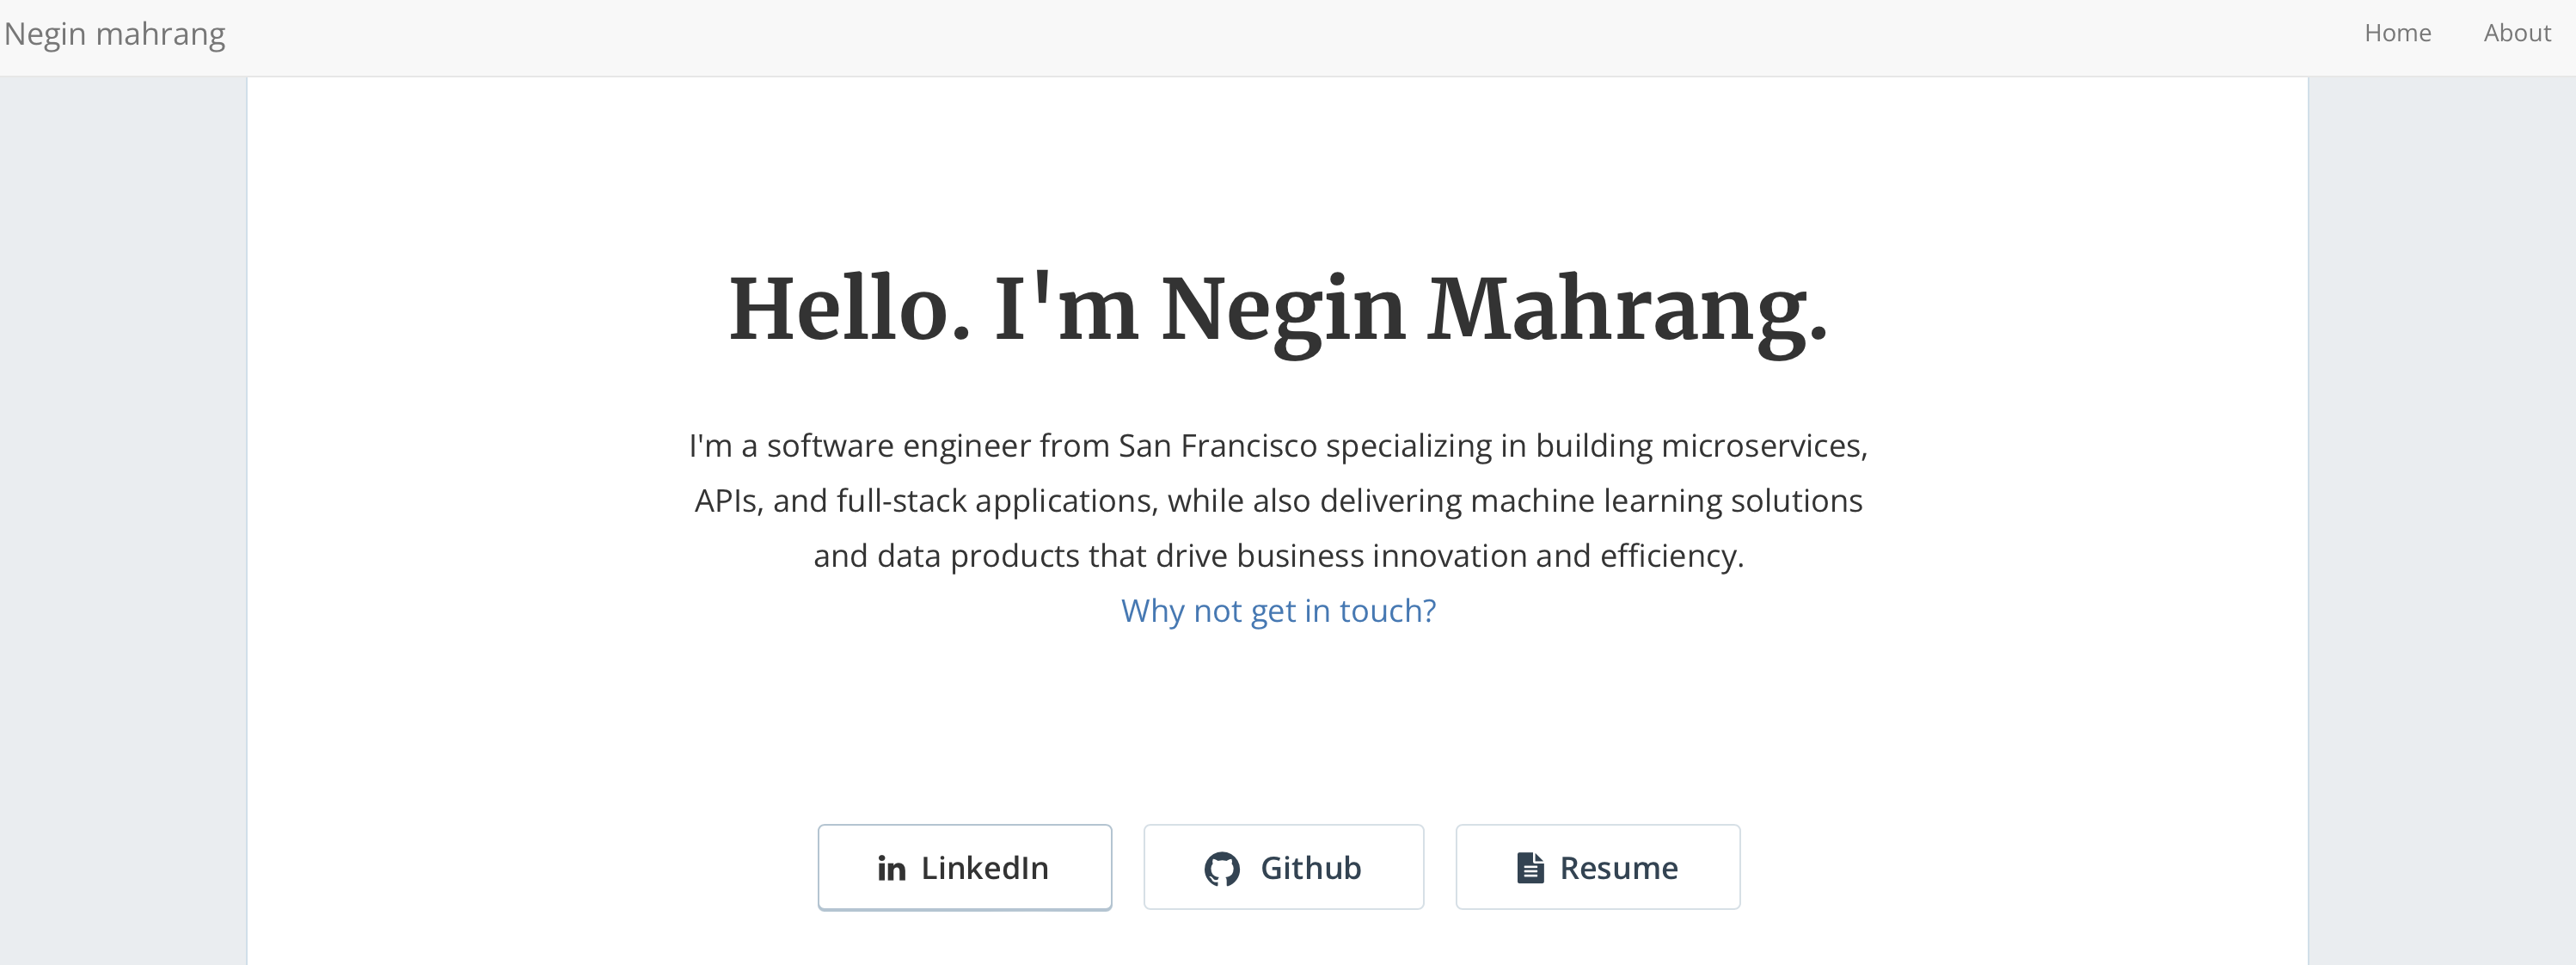 Negin mahrang
Home
About
Hello. I'm Negin Mahrang.
I'm a software engineer from San Francisco specializing in building microservices,
APIs, and full-stack applications, while also delivering machine learning solutions
and data products that drive business innovation and efficiency.
Why not get in touch?
in LinkedIn
Github
Resume